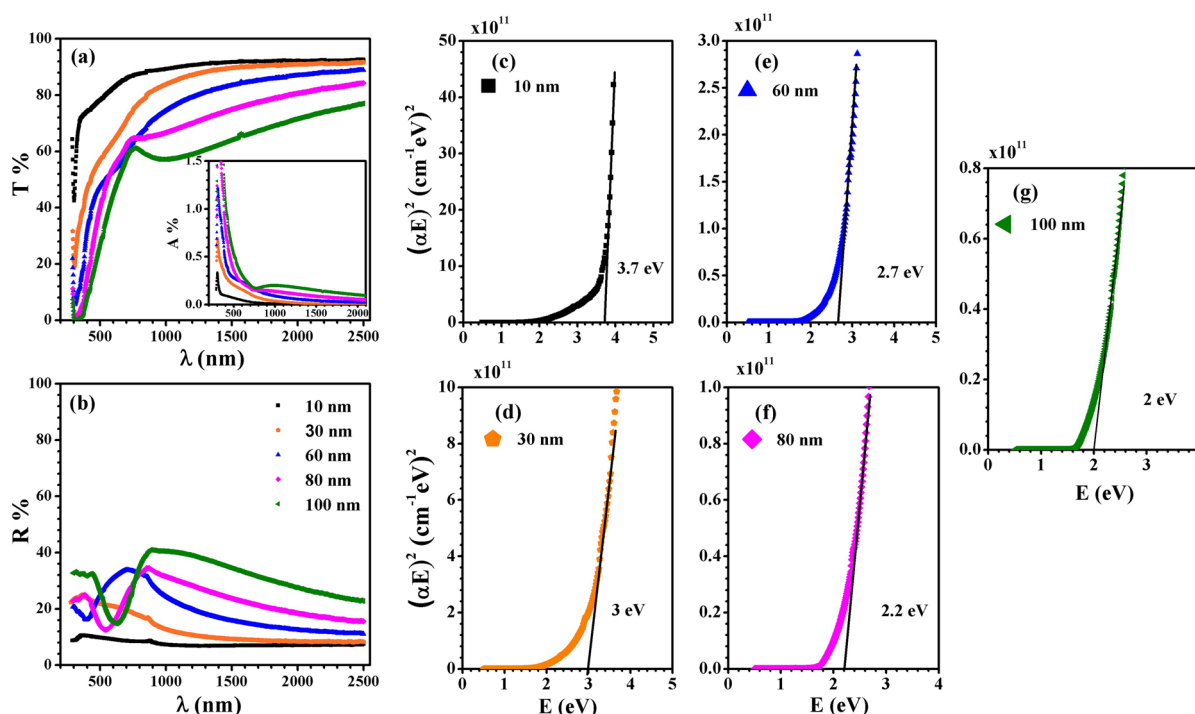 (a)
T %
100
80
60
40
20
0
500 1000 1500 2000 2500
λ (nm)
A %
1.5
1.0
0.5
0.0
500 1000 1500 2000
(b)
R %
100
80
60
40
20
0
10 nm
30 nm
60 nm
80 nm
100 nm
500 1000 1500 2000 2500
λ (nm)
x10¹¹
(c)
10 nm
(αE)² (cm⁻¹eV)²
50
40
30
20
10
0
3.7 eV
0 1 2 3 4 5
x10¹¹
(d)
30 nm
(αE)² (cm⁻¹eV)²
10
8
6
4
2
0
3 eV
0 1 2 3 4 5
E (eV)
x10¹¹
(e)
60 nm
3.0
2.5
2.0
1.5
1.0
0.5
0.0
2.7 eV
0 1 2 3 4 5
x10¹¹
(f)
80 nm
1.0
0.8
0.6
0.4
0.2
0.0
2.2 eV
0 1 2 3 4
E (eV)
x10¹¹
(g)
100 nm
0.8
0.6
0.4
0.2
0.0
2 eV
0 1 2 3
E (eV)